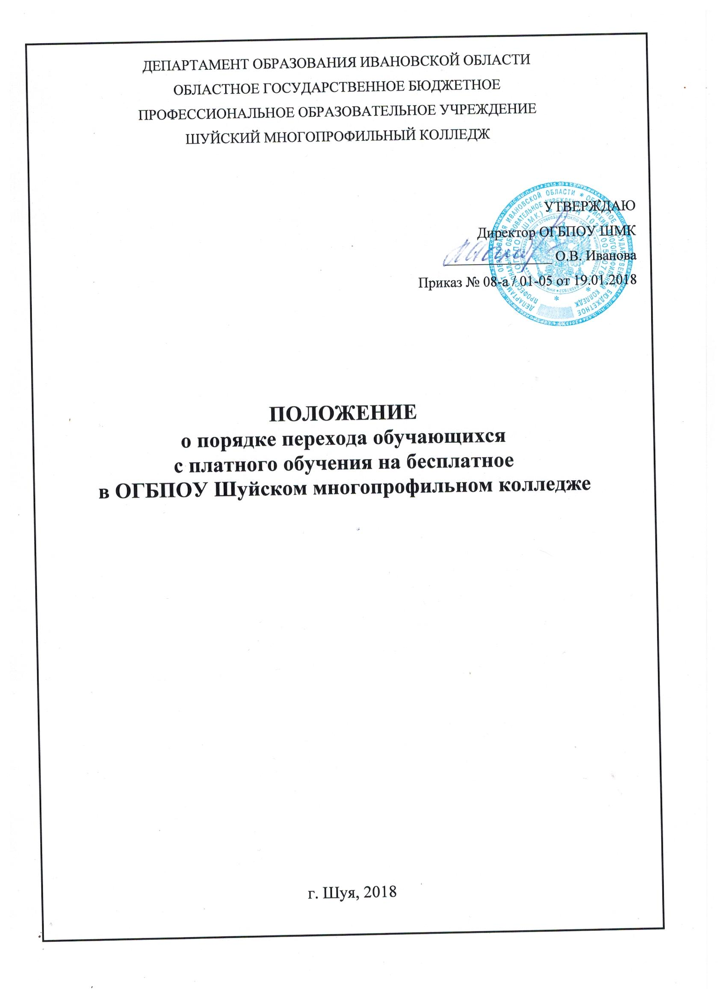 ДЕПАРТАМЕНТ ОБРАЗОВАНИЯ ИВАНОВСКОЙ ОБЛАСТИ
ОБЛАСТНОЕ ГОСУДАРСТВЕННОЕ БЮДЖЕТНОЕ
ПРОФЕССИОНАЛЬНОЕ ОБРАЗОВАТЕЛЬНОЕ УЧРЕЖДЕНИЕ
ШУЙСКИЙ МНОГОПРОФИЛЬНЫЙ КОЛЛЕДЖ
УТВЕРЖДАЮ
Директор ОГБПОУ ШМК
О.В. Иванова
Приказ № 08-а / 01-05 от 19.01.2018
ПОЛОЖЕНИЕ
о порядке перехода обучающихся
с платного обучения на бесплатное
в ОГБПОУ Шуйском многопрофильном колледже
г. Шуя, 2018